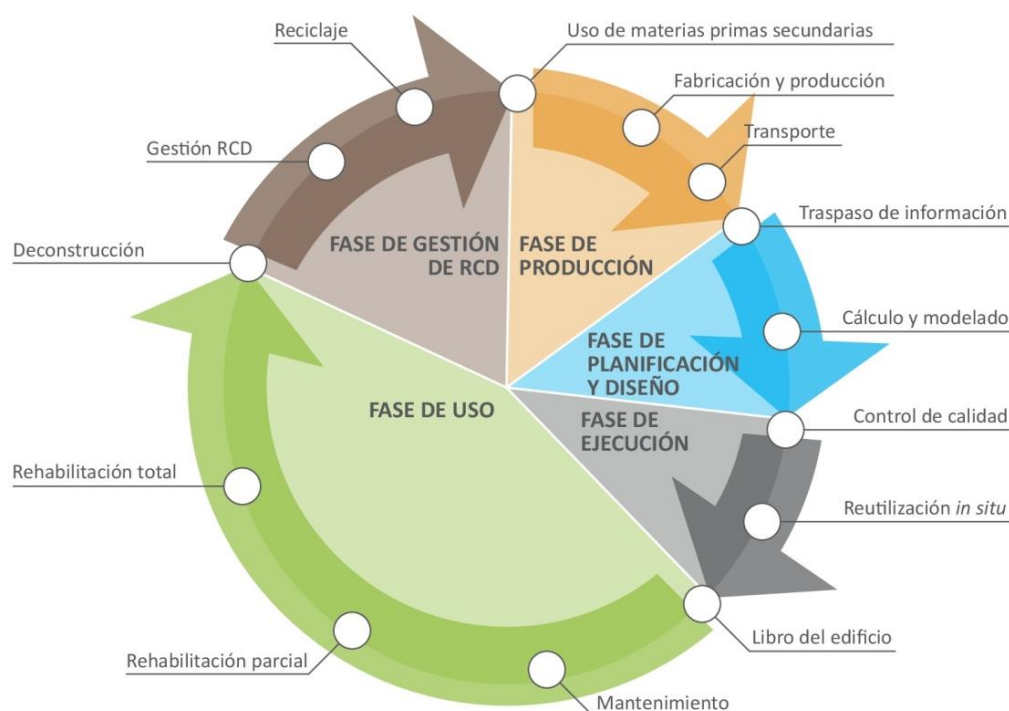 Reciclaje
Uso de materias primas secundarias
Fabricación y producción
Gestión RCD
Transporte
Traspaso de información
Deconstrucción
FASE DE GESTIÓN
DE RCD
FASE DE
PRODUCCIÓN
Cálculo y modelado
FASE DE
PLANIFICACIÓN
Y DISEÑO
FASE DE USO
FASE DE
EJECUCIÓN
Control de calidad
Rehabilitación total
Reutilización in situ
Libro del edificio
Rehabilitación parcial
Mantenimiento